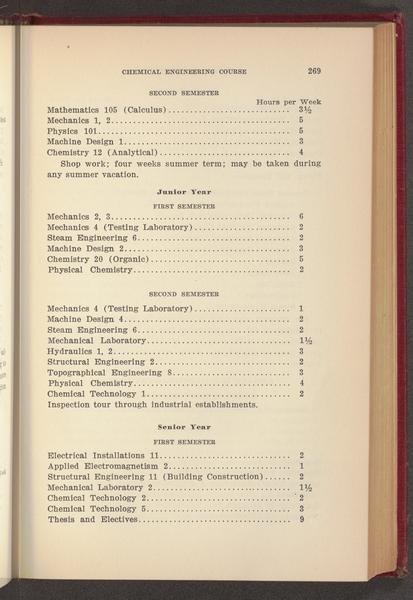 CHEMICAL ENGINEERING COURSE 269
SECOND SEMESTER
Hours per Week
Mathematics 105 (Calculus) 3½
Mechanics 1, 2 5
Physics 101 5
Machine Design 1 3
Chemistry 12 (Analytical) 4
Shop work; four weeks summer term; may be taken during
any summer vacation.
Junior Year
FIRST SEMESTER
Mechanics 2, 3 6
Mechanics 4 (Testing Laboratory) 2
Steam Engineering 6 2
Machine Design 2 3
Chemistry 20 (Organic) 5
Physical Chemistry 2
SECOND SEMESTER
Mechanics 4 (Testing Laboratory) 1
Machine Design 4 2
Steam Engineering 6 2
Mechanical Laboratory 1½
Hydraulics 1, 2 3
Structural Engineering 2 2
Topographical Engineering 8 3
Physical Chemistry 4
Chemical Technology 1 2
Inspection tour through industrial establishments.
Senior Year
FIRST SEMESTER
Electrical Installations 11 2
Applied Electromagnetism 2 1
Structural Engineering 11 (Building Construction) 2
Mechanical Laboratory 2 1½
Chemical Technology 2 2
Chemical Technology 5 3
Thesis and Electives 9